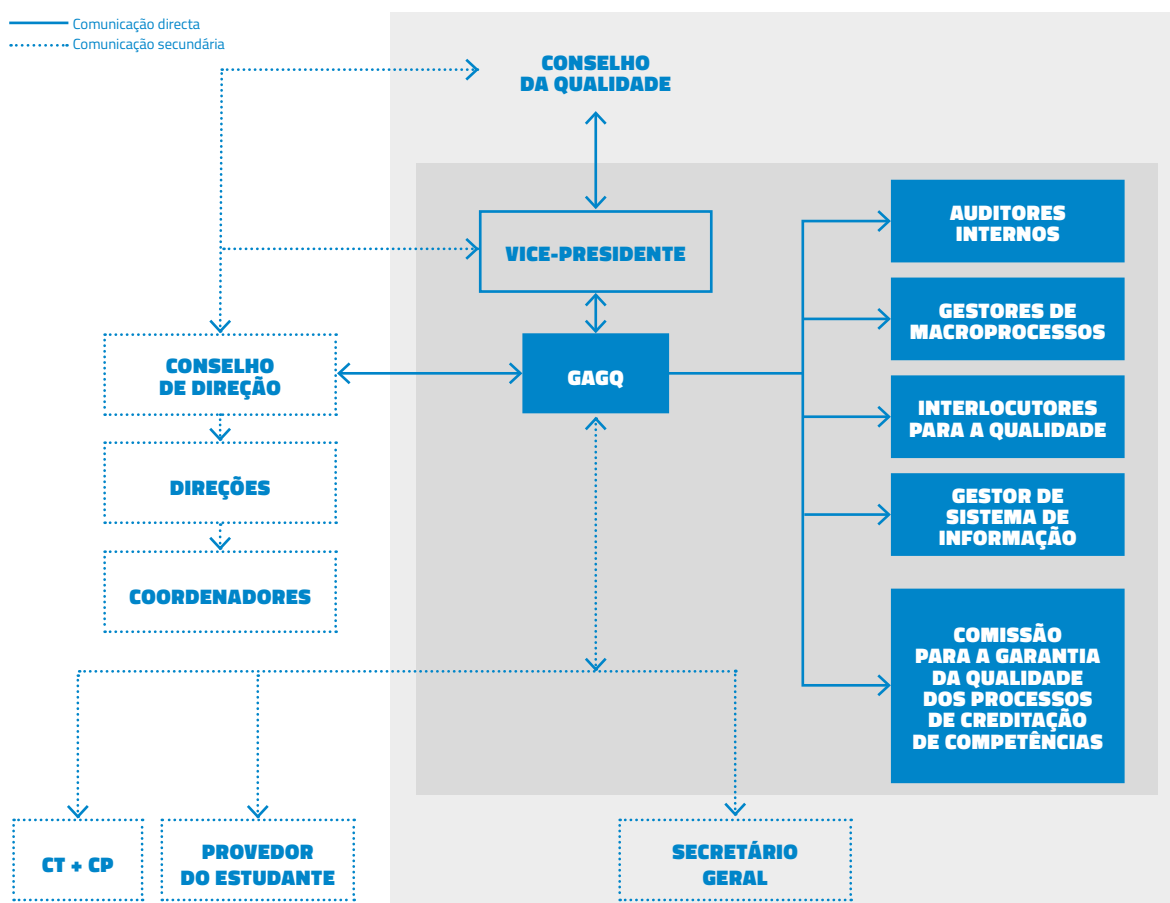 Comunicação directa
Comunicação secundária
CONSELHO
DA QUALIDADE
VICE-PRESIDENTE
AUDITORES
INTERNOS
GESTORES DE
MACROPROCESSOS
CONSELHO
DE DIREÇÃO
GAGQ
INTERLOCUTORES
PARA A QUALIDADE
DIREÇÕES
GESTOR DE
SISTEMA DE
INFORMAÇÃO
COORDENADORES
COMISSÃO
PARA A GARANTIA
DA QUALIDADE
DOS PROCESSOS
DE CREDITAÇÃO
DE COMPETÊNCIAS
CT + CP
PROVEDOR
DO ESTUDANTE
SECRETÁRIO
GERAL